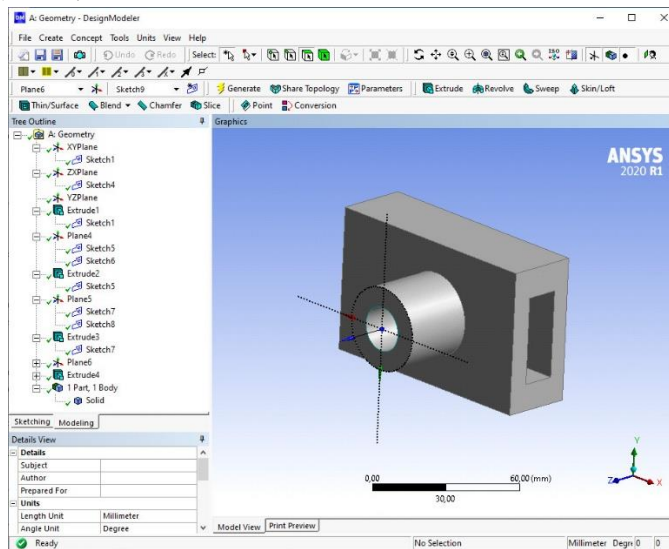 A: Geometry - DesignModeler
File Create Concept Tools Units View Help
Undo Redo Select:
Plane6 Sketch9 Generate Share Topology Parameters Extrude Revolve Sweep Skin/Loft
Thin/Surface Blend Chamfer Slice Point Conversion
Tree Outline
A: Geometry
XYPlane
Sketch1
ZXPlane
Sketch4
YZPlane
Extrude1
Sketch1
Plane4
Sketch5
Sketch6
Extrude2
Sketch5
Plane5
Sketch7
Sketch8
Extrude3
Sketch7
Plane6
Extrude4
1 Part, 1 Body
Solid
Sketching Modeling
Details View
Details
Subject
Author
Prepared For
Units
Length Unit Millimeter
Angle Unit Degree
Graphics
ANSYS
2020 R1
0,00 60,00 (mm)
30,00
Y
Z X
Model View Print Preview
Ready No Selection Millimeter Degre 0 0